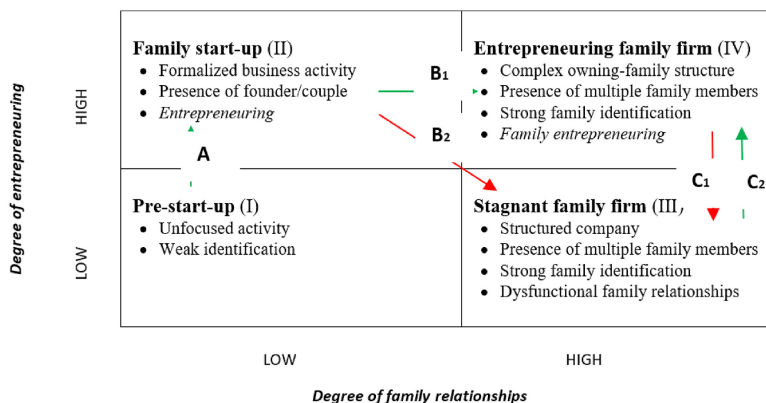 Family start-up (II)
• Formalized business activity
• Presence of founder/couple
• Entrepreneuring
Entrepreneuring family firm (IV)
• Complex owning-family structure
• Presence of multiple family members
• Strong family identification
• Family entrepreneuring
B1
B2
A
C1
C2
Pre-start-up (I)
• Unfocused activity
• Weak identification
Stagnant family firm (III)
• Structured company
• Presence of multiple family members
• Strong family identification
• Dysfunctional family relationships
Degree of entrepreneuring
HIGH
LOW
LOW
HIGH
Degree of family relationships